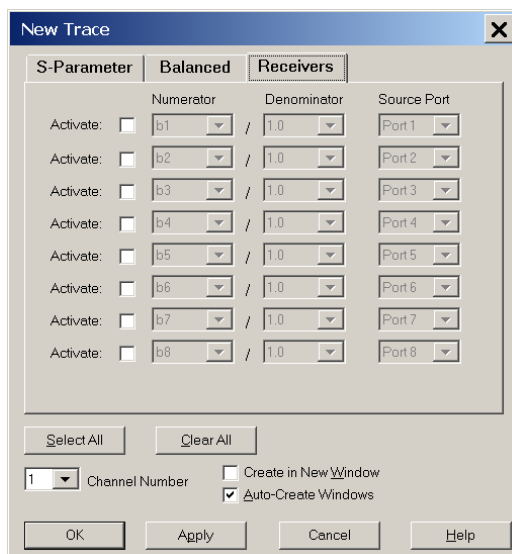 New Trace
S-Parameter Balanced Receivers
Numerator Denominator Source Port
Activate: b1 / 1.0 Port 1
Activate: b2 / 1.0 Port 2
Activate: b3 / 1.0 Port 3
Activate: b4 / 1.0 Port 4
Activate: b5 / 1.0 Port 5
Activate: b6 / 1.0 Port 6
Activate: b7 / 1.0 Port 7
Activate: b8 / 1.0 Port 8
Select All Clear All
1 Channel Number
Create in New Window
Auto-Create Windows
OK Apply Cancel Help